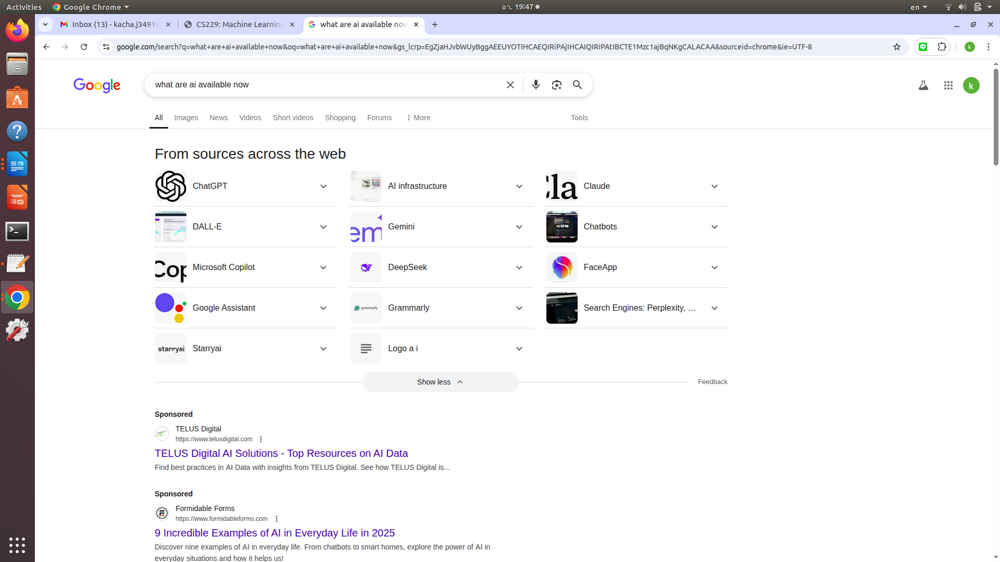 Activities
Google Chrome
อา. 19:47
en
Inbox (13) - kacha.j3491
CS229: Machine Learning
what are ai available now
google.com/search?q=what+are+ai+available+now&oq=what+are+ai+available+now&gs_lcrp=EgZjaHJvbWUyBggAEEUYOTIHCAEQIRiPAjIHCAIQIRiPAtIBCTE1Mzc1ajBqNKgCALACAA&sourceid=chrome&ie=UTF-8
k
Google
what are ai available now
k
All
Images
News
Videos
Short videos
Shopping
Forums
More
Tools
From sources across the web
ChatGPT
AI infrastructure
Cla
Claude
DALL-E
em
Gemini
Chatbots
Cop
Microsoft Copilot
DeepSeek
FaceApp
Google Assistant
grammarly
Grammarly
Search Engines: Perplexity, …
starryai
Starryai
Logo a i
Show less
Feedback
Sponsored
TELUS Digital
https://www.telusdigital.com
TELUS Digital AI Solutions - Top Resources on AI Data
Find best practices in AI Data with insights from TELUS Digital. See how TELUS Digital is...
Sponsored
Formidable Forms
https://www.formidableforms.com
9 Incredible Examples of AI in Everyday Life in 2025
Discover nine examples of AI in everyday life. From chatbots to smart homes, explore the power of AI in
everyday situations and how it helps us!